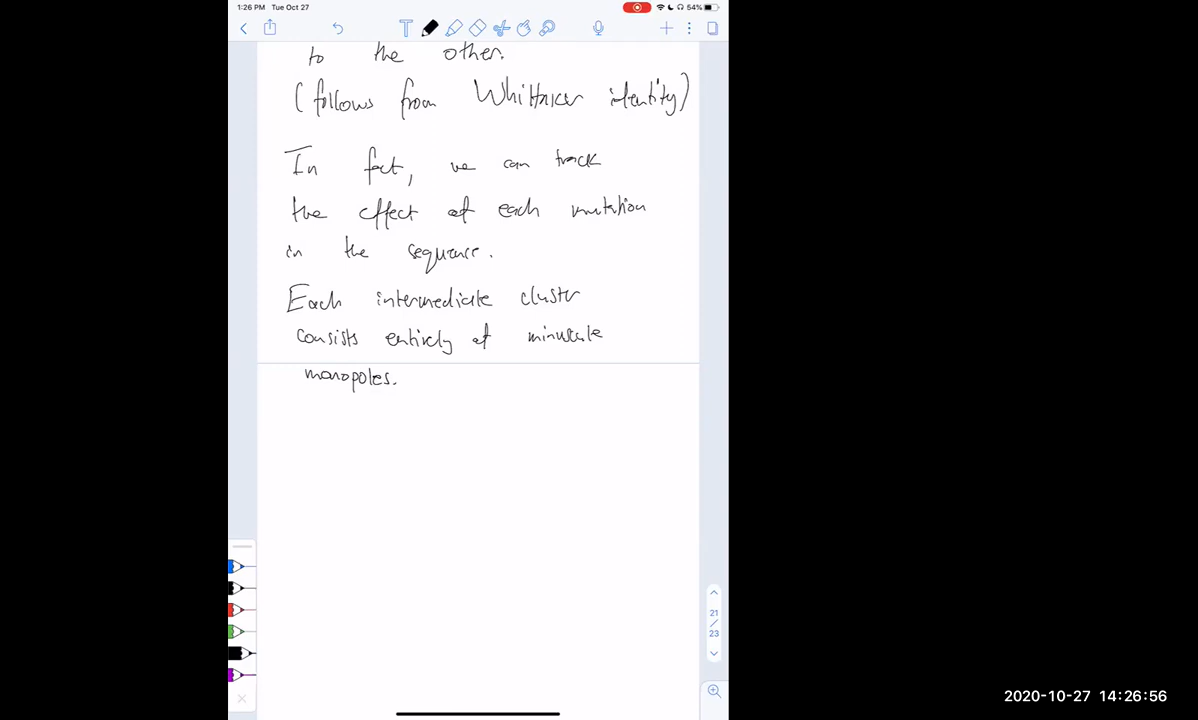 1:26 PM Tue Oct 27
54%
to the other.
(follows from Whittaker identity)
In fact, we can track
the effect of each mutation
in the sequence.
Each intermediate cluster
consists entirely of minuscule
monopoles.
21
/
23
2020-10-27 14:26:56